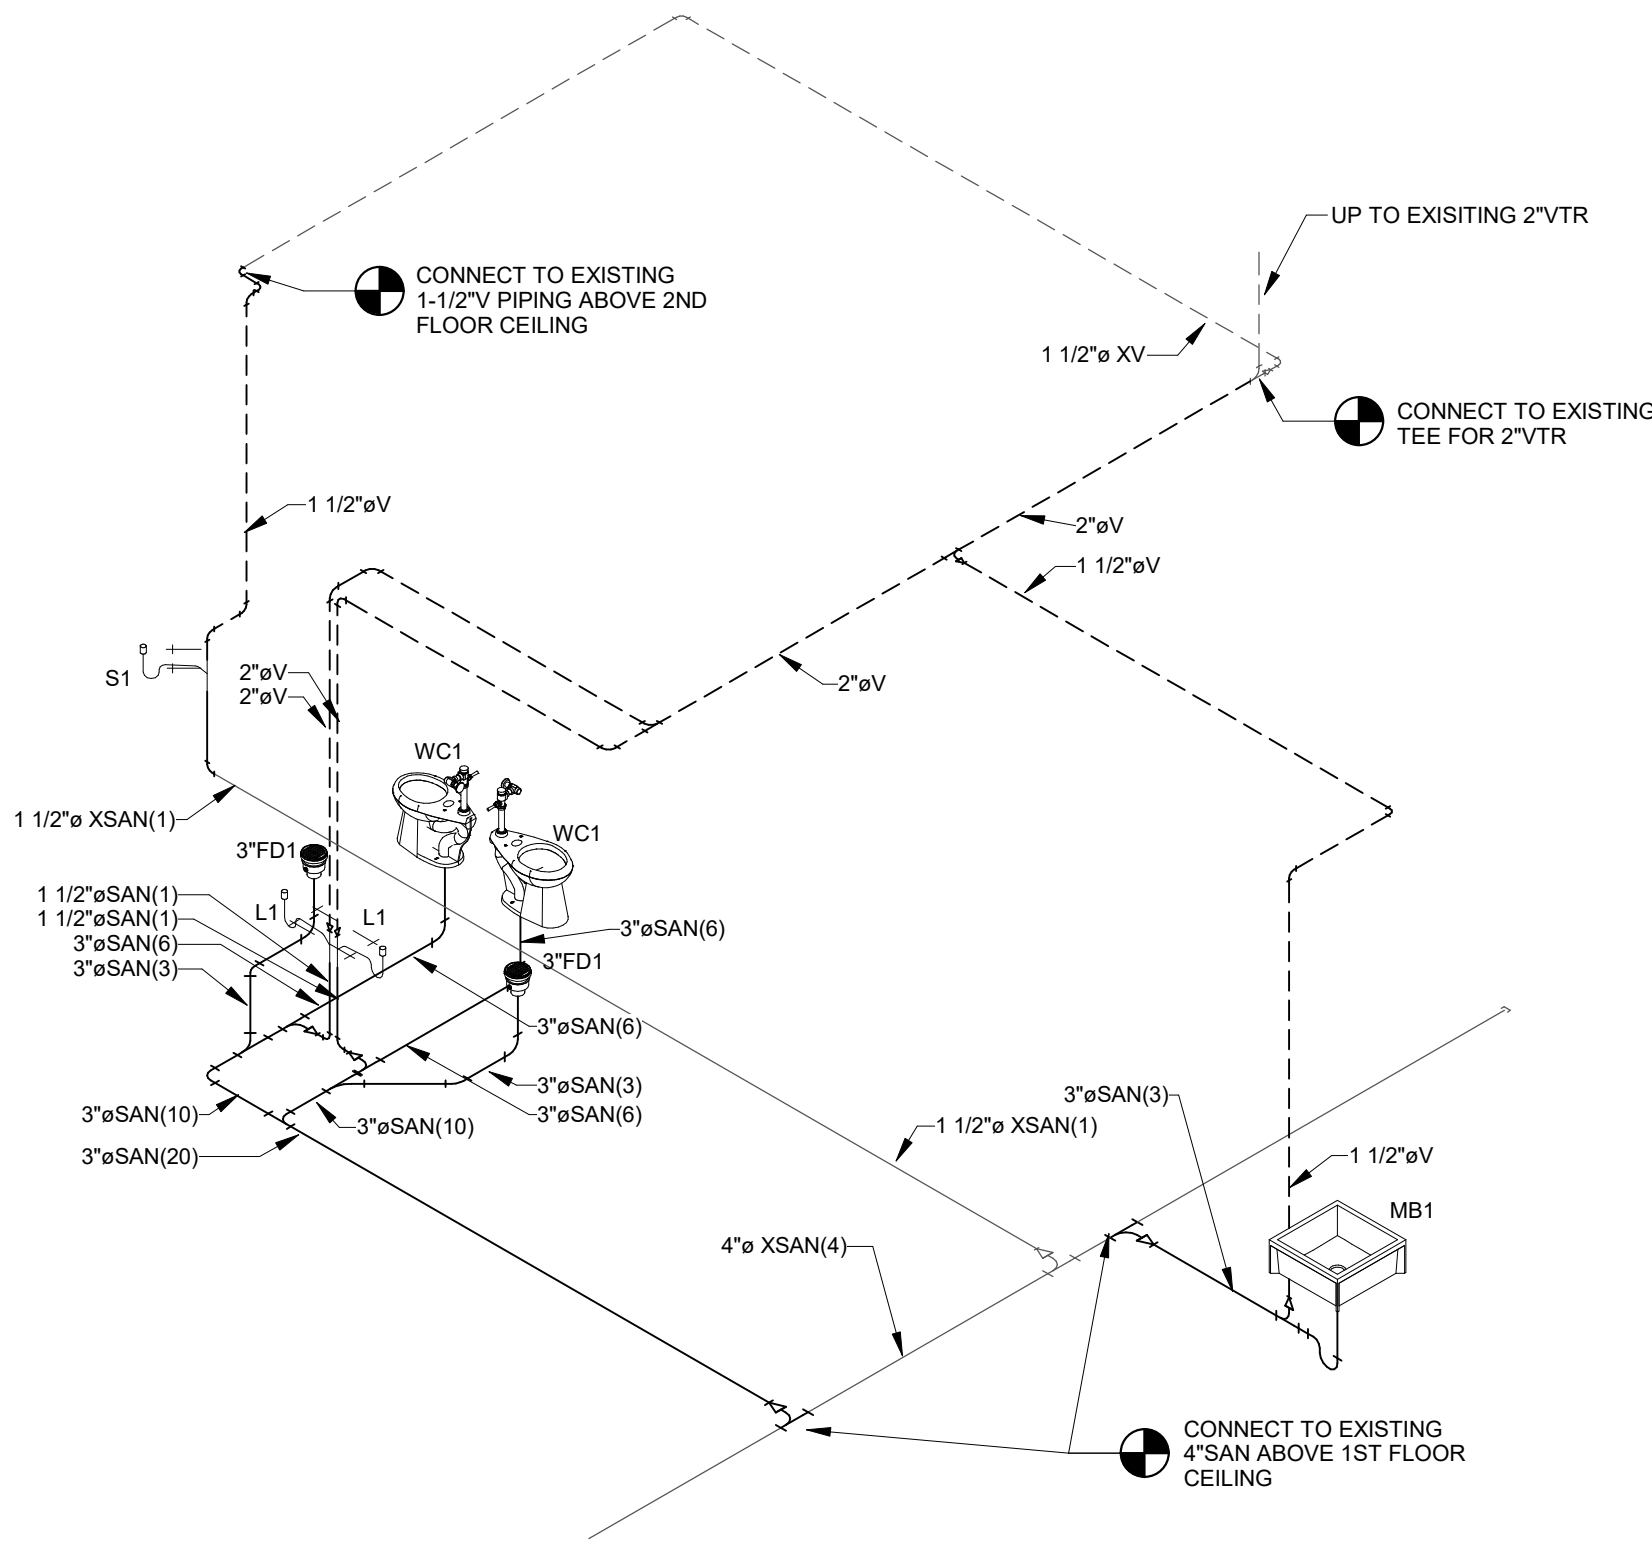 UP TO EXISITING 2"VTR
CONNECT TO EXISTING
1-1/2"V PIPING ABOVE 2ND
FLOOR CEILING
1 1/2"ø XV
CONNECT TO EXISTING
TEE FOR 2"VTR
1 1/2"øV
2"øV
1 1/2"øV
S1
2"øV
2"øV
2"øV
WC1
1 1/2"ø XSAN(1)
WC1
3"FD1
1 1/2"øSAN(1)
L1
L1
1 1/2"øSAN(1)
3"øSAN(6)
3"øSAN(6)
3"FD1
3"øSAN(3)
3"øSAN(6)
3"øSAN(3)
3"øSAN(6)
3"øSAN(10)
3"øSAN(10)
3"øSAN(20)
3"øSAN(3)
1 1/2"ø XSAN(1)
1 1/2"øV
MB1
4"ø XSAN(4)
CONNECT TO EXISTING
4"SAN ABOVE 1ST FLOOR
CEILING